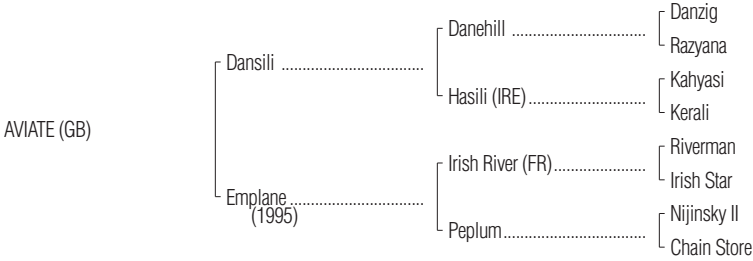 Danzig
Danehill ................................
Razyana
Dansili ..................................
Kahyasi
Hasili (IRE)............................
Kerali
AVIATE (GB)
Riverman
Irish River (FR)......................
Irish Star
Emplane ................................
(1995)
Nijinsky II
Peplum..................................
Chain Store